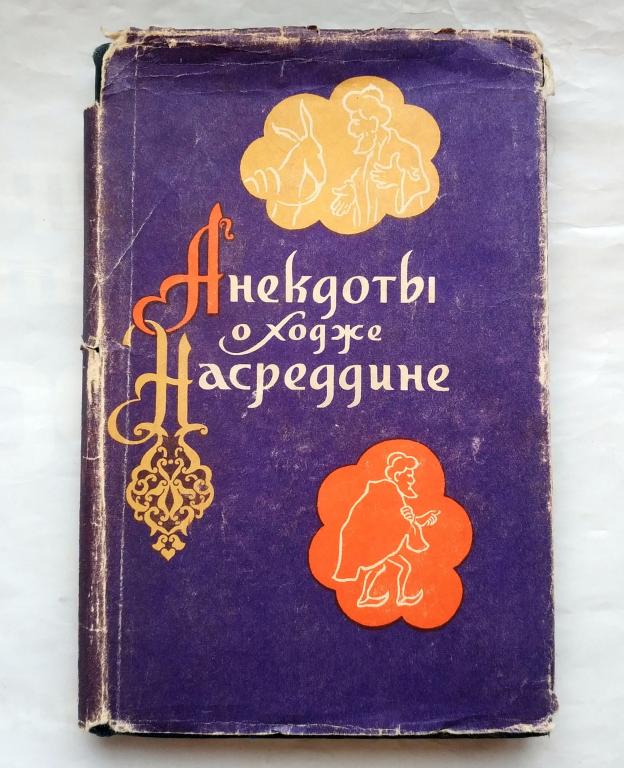 Анекдоты
о Ходже
Насреддине